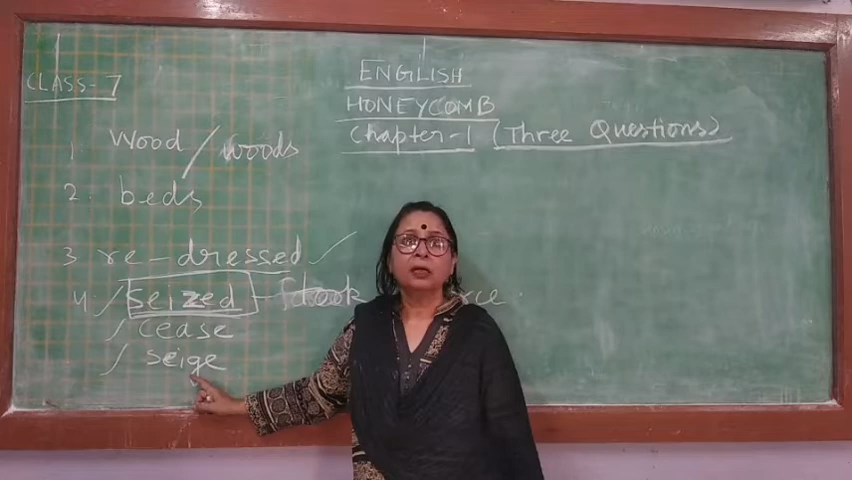 CLASS-7
ENGLISH
HONEYCOMB
Chapter-1 (Three Questions)
1. Wood / Woods
2. beds
3 re-dressed ✓
4. / Seized - took
/ cease
/ seige